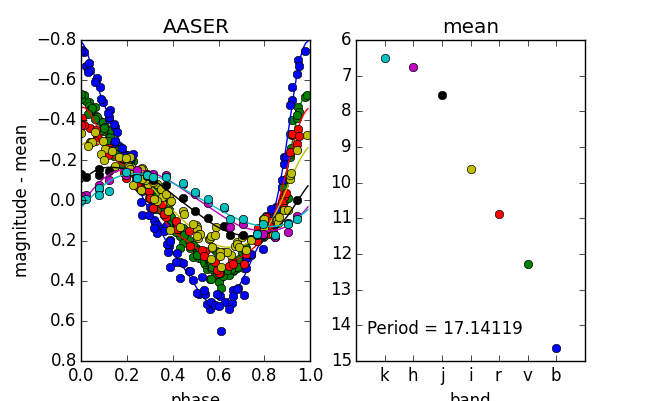 AASER
mean
magnitude - mean
−0.8
−0.6
−0.4
−0.2
0.0
0.2
0.4
0.6
0.8
0.0 0.2 0.4 0.6 0.8 1.0
phase
6
7
8
9
10
11
12
13
14
15
Period = 17.14119
k h j i r v b
band